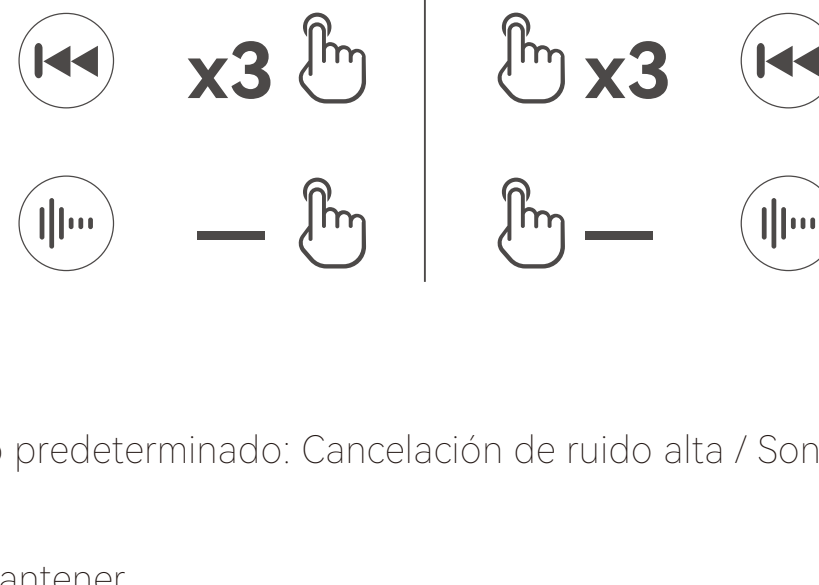 x3 x3
predeterminado: Cancelación de ruido alta / Son
antener